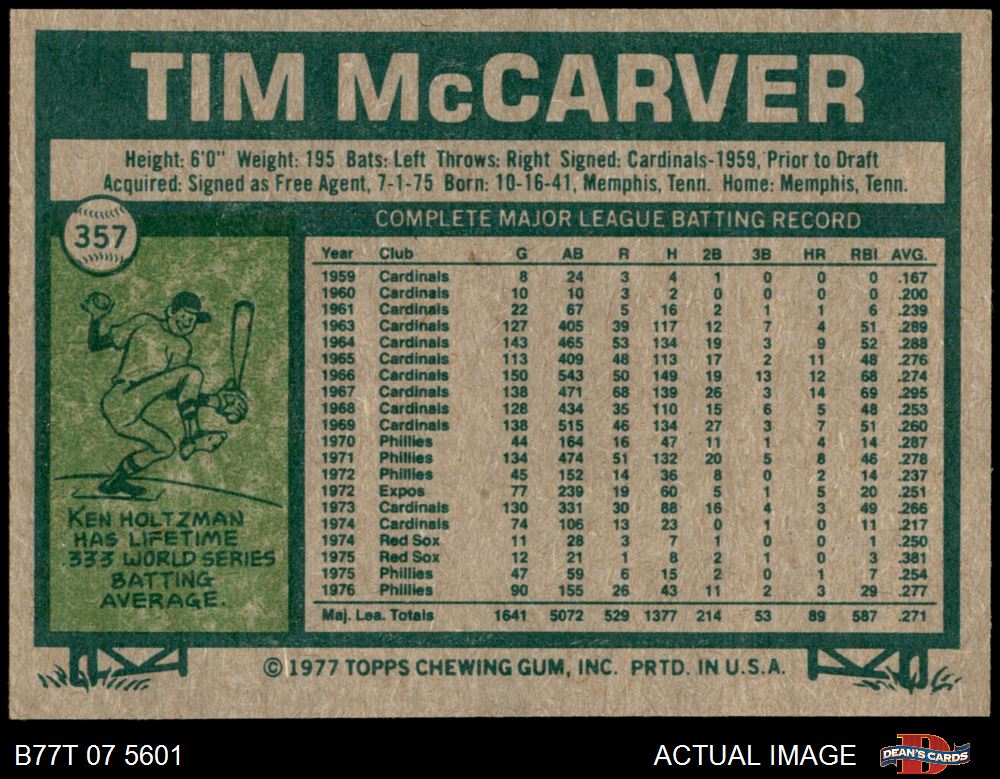 TIM McCARVER
Height: 6'0" Weight: 195 Bats: Left Throws: Right Signed: Cardinals-1959, Prior to Draft
Acquired: Signed as Free Agent, 7-1-75 Born: 10-16-41, Memphis, Tenn. Home: Memphis, Tenn.
357
COMPLETE MAJOR LEAGUE BATTING RECORD
Year Club G AB R H 2B 3B HR RBI AVG.
1959 Cardinals 8 24 3 4 1 0 0 0 .167
1960 Cardinals 10 10 3 2 0 0 0 0 .200
1961 Cardinals 22 67 5 16 2 1 1 6 .239
1963 Cardinals 127 405 39 117 12 7 4 51 .289
1964 Cardinals 143 465 53 134 19 3 9 52 .288
1965 Cardinals 113 409 48 113 17 2 11 48 .276
1966 Cardinals 150 543 50 149 19 13 12 68 .274
1967 Cardinals 138 471 68 139 26 3 14 69 .295
1968 Cardinals 128 434 35 110 15 6 5 48 .253
1969 Cardinals 138 515 46 134 27 3 7 51 .260
1970 Phillies 44 164 16 47 11 1 4 14 .287
1971 Phillies 134 474 51 132 20 5 8 46 .278
1972 Phillies 45 152 14 36 8 0 2 14 .237
1972 Expos 77 239 19 60 5 1 5 20 .251
1973 Cardinals 130 331 30 88 16 4 3 49 .266
1974 Cardinals 74 106 13 23 0 1 0 11 .217
1974 Red Sox 11 28 3 7 1 0 0 1 .250
1975 Red Sox 12 21 1 8 2 1 0 3 .381
1975 Phillies 47 59 6 15 2 0 1 7 .254
1976 Phillies 90 155 26 43 11 2 3 29 .277
Maj. Lea. Totals 1641 5072 529 1377 214 53 89 587 .271
KEN HOLTZMAN
HAS LIFETIME
.333 WORLD SERIES
BATTING
AVERAGE.
© 1977 TOPPS CHEWING GUM, INC. PRTD. IN U.S.A.
B77T 07 5601
ACTUAL IMAGE
DEAN'S CARDS